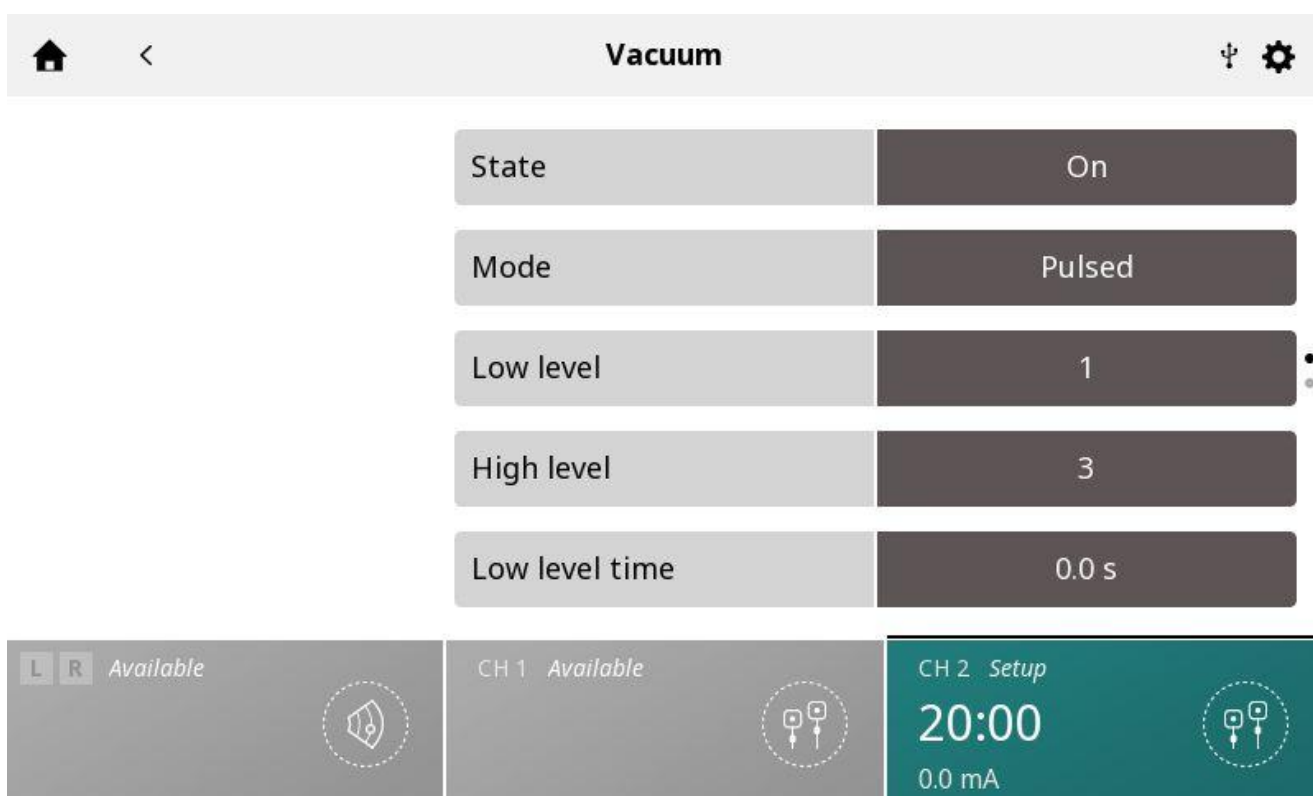 Vacuum
State On
Mode Pulsed
Low level 1
High level 3
Low level time 0.0 s
L R Available
CH 1 Available
CH 2 Setup
20:00
0.0 mA